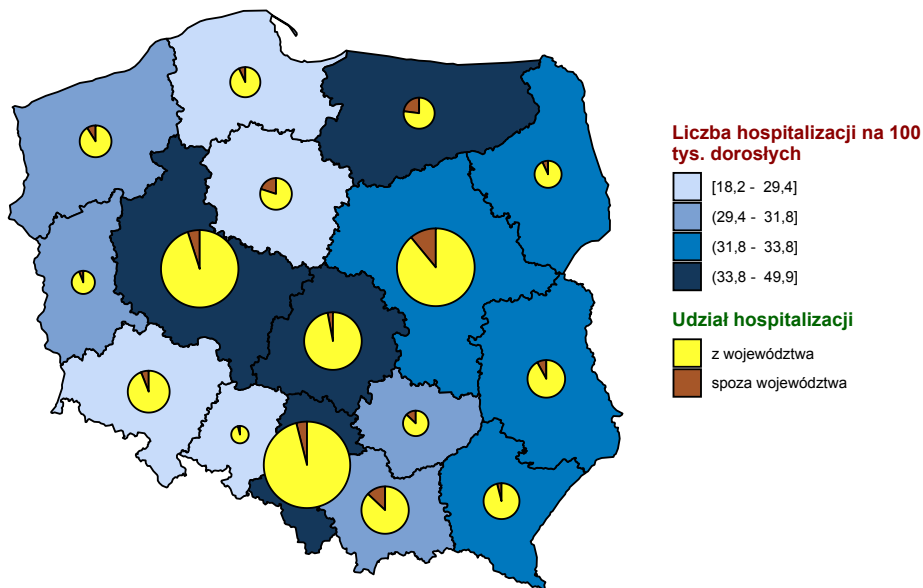 Liczba hospitalizacji na 100
tys. dorosłych
[18,2 - 29,4]
(29,4 - 31,8]
(31,8 - 33,8]
(33,8 - 49,9]
Udział hospitalizacji
z województwa
spoza województwa